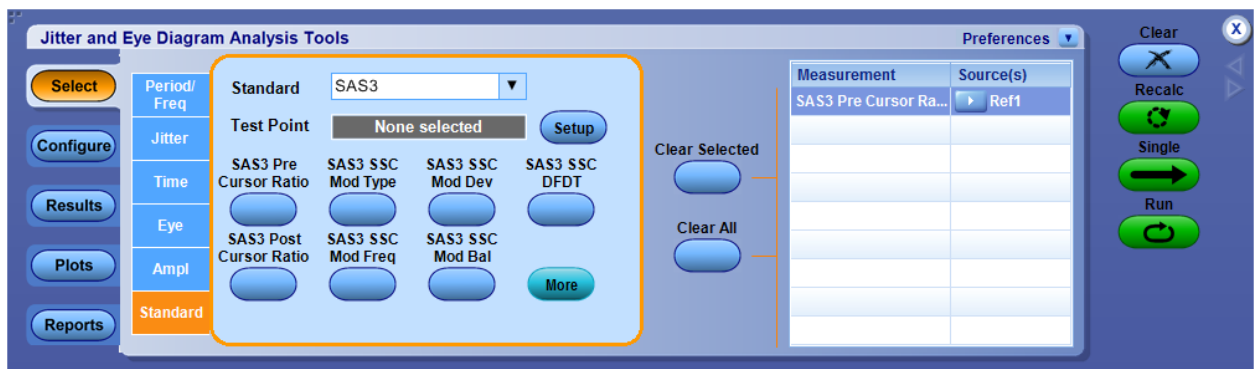 Jitter and Eye Diagram Analysis Tools
Preferences
Select
Configure
Results
Plots
Reports
Period/
Freq
Jitter
Time
Eye
Ampl
Standard
Standard
SAS3
Test Point
None selected
Setup
SAS3 Pre
Cursor Ratio
SAS3 SSC
Mod Type
SAS3 SSC
Mod Dev
SAS3 SSC
DFDT
SAS3 Post
Cursor Ratio
SAS3 SSC
Mod Freq
SAS3 SSC
Mod Bal
More
Clear Selected
Clear All
Measurement
Source(s)
SAS3 Pre Cursor Ra...
Ref1
Clear
X
Recalc
Single
Run